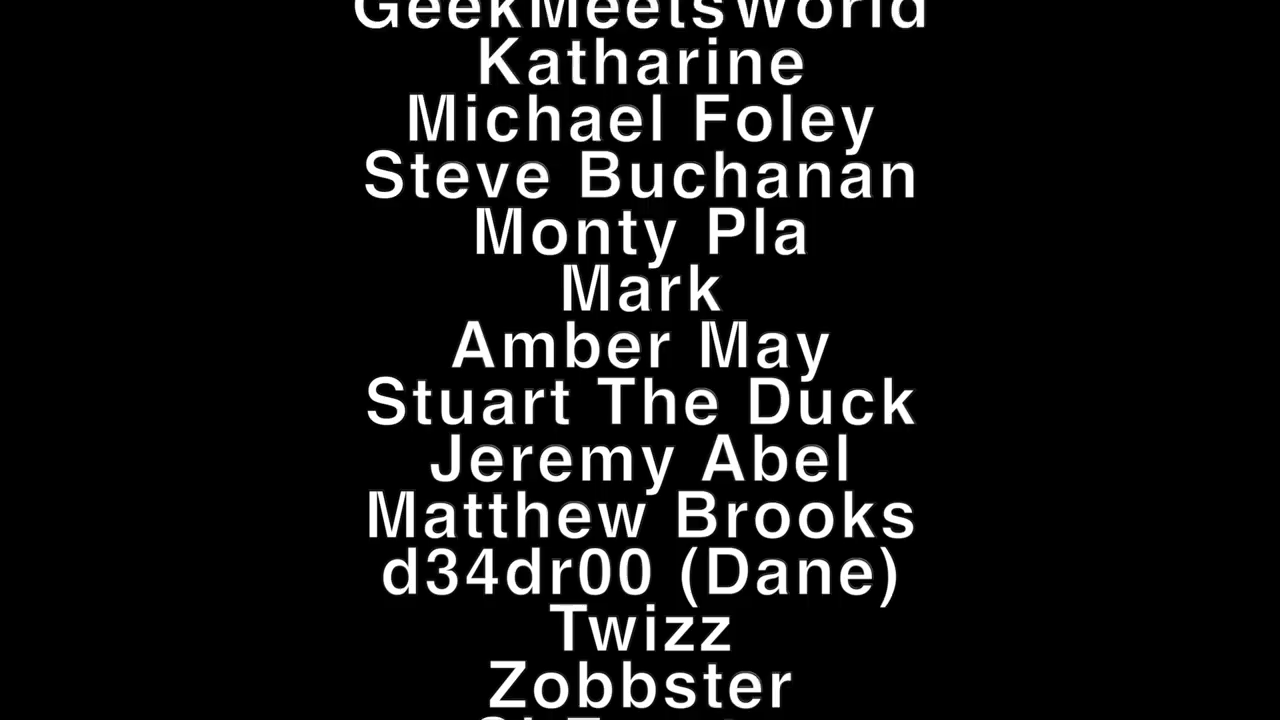 GeekMeetsWorld
Katharine
Michael Foley
Steve Buchanan
Monty Pla
Mark
Amber May
Stuart The Duck
Jeremy Abel
Matthew Brooks
d34dr00 (Dane)
Twizz
Zobbster